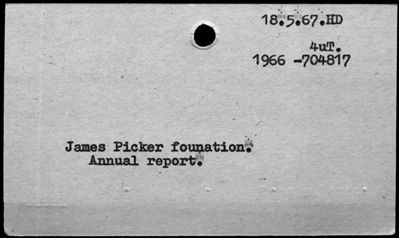 18.5.67.HD
4uT.
1966 -704817
James Picker founation.
Annual report.